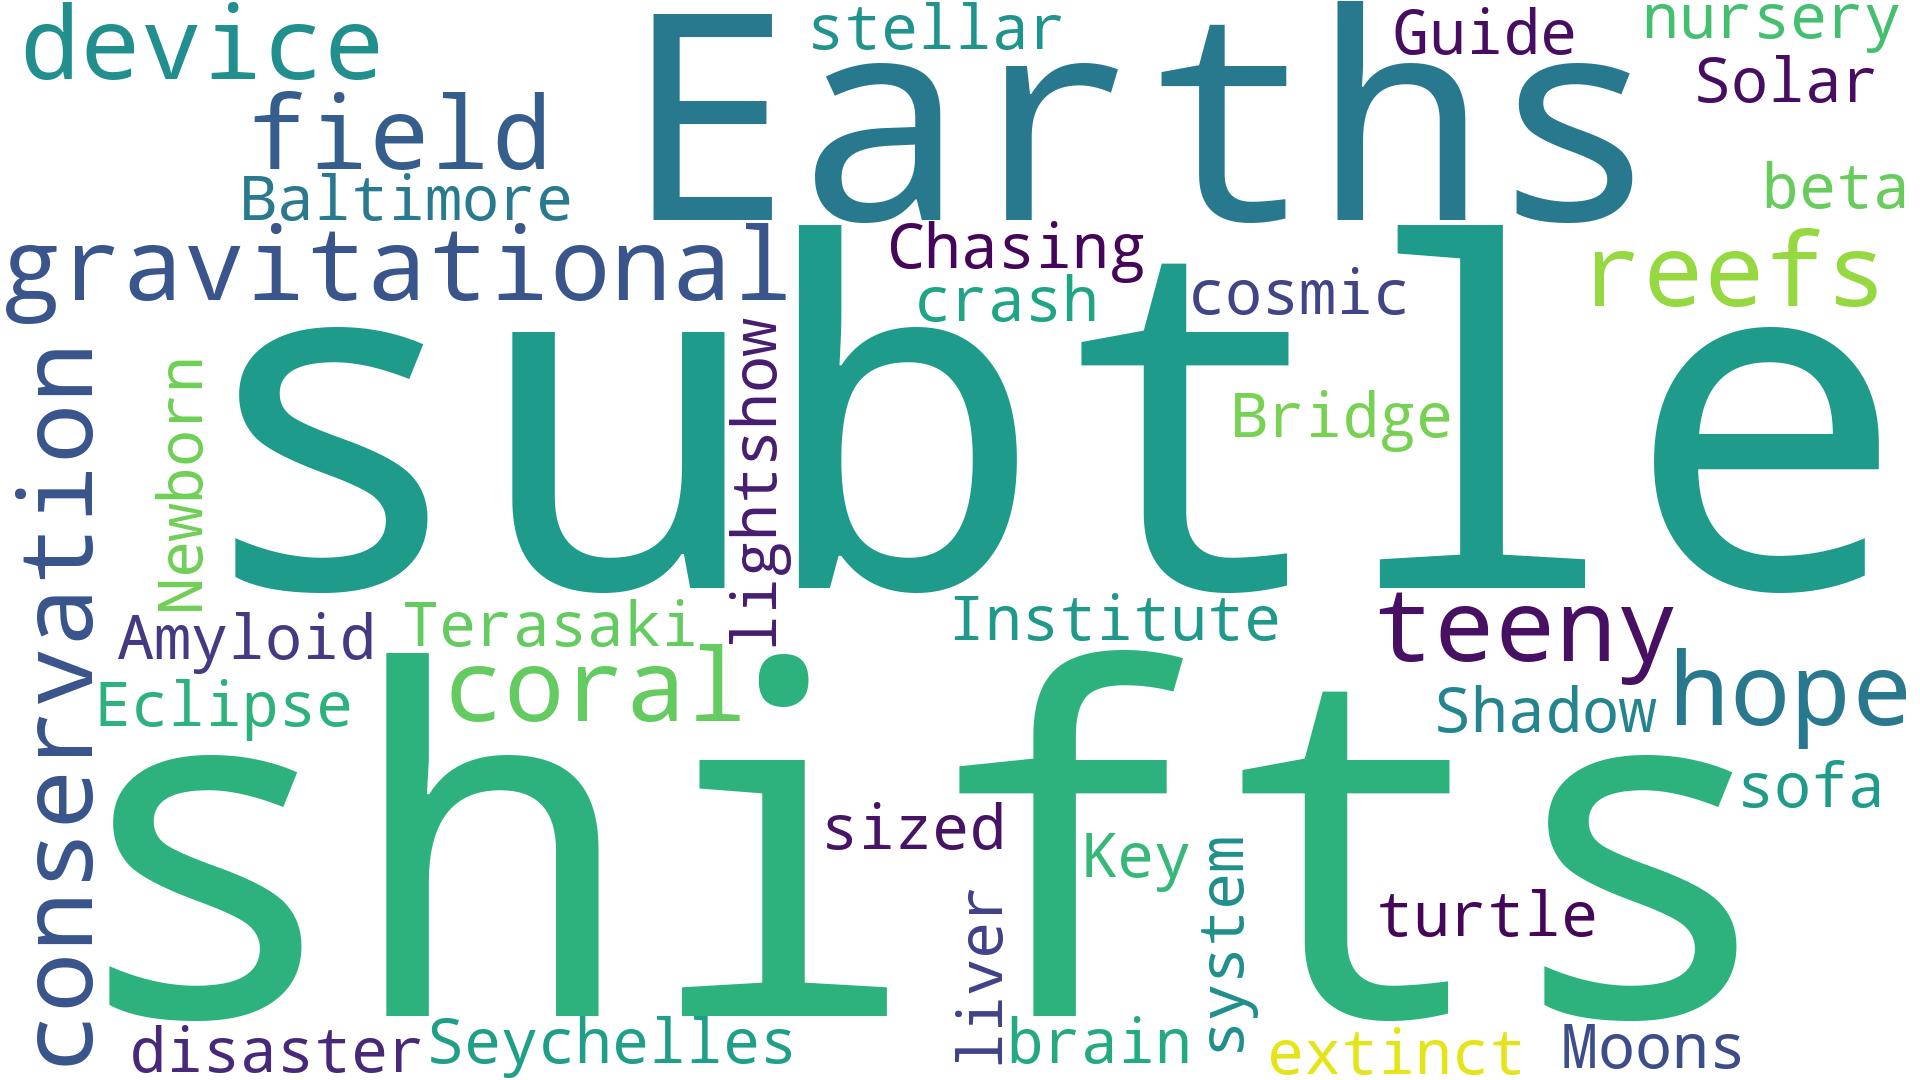 device
stellar
Guide
nursery
Earths
Solar
field
Baltimore
beta
gravitational
Chasing
reefs
crash
cosmic
subtle
lightshow
Newborn
Bridge
conservation
Amyloid
Terasaki
Institute
teeny
coral
Eclipse
Shadow
hope
shifts
sofa
sized
Key
system
liver
turtle
disaster
Seychelles
brain
extinct
Moons